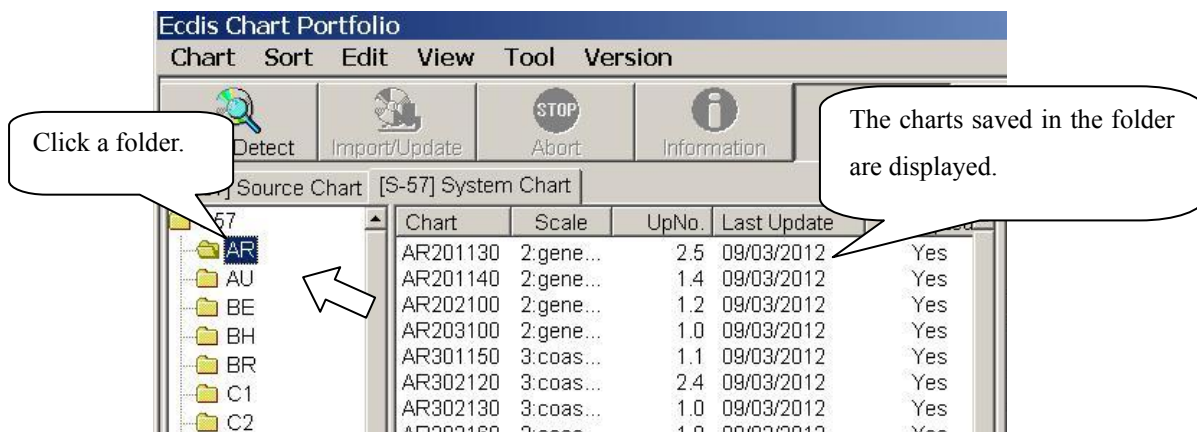 Ecdis Chart Portfolio
Chart Sort Edit View Tool Version
Click a folder.
Detect Import/Update STOP Abort Information
The charts saved in the folder
are displayed.
Source Chart [S-57] System Chart
57
AR
AU
BE
BH
BR
C1
C2
Chart Scale UpNo. Last Update
AR201130 2:gene... 2.5 09/03/2012 Yes
AR201140 2:gene... 1.4 09/03/2012 Yes
AR202100 2:gene... 1.2 09/03/2012 Yes
AR203100 2:gene... 1.0 09/03/2012 Yes
AR301150 3:coas... 1.1 09/03/2012 Yes
AR302120 3:coas... 2.4 09/03/2012 Yes
AR302130 3:coas... 1.0 09/03/2012 Yes